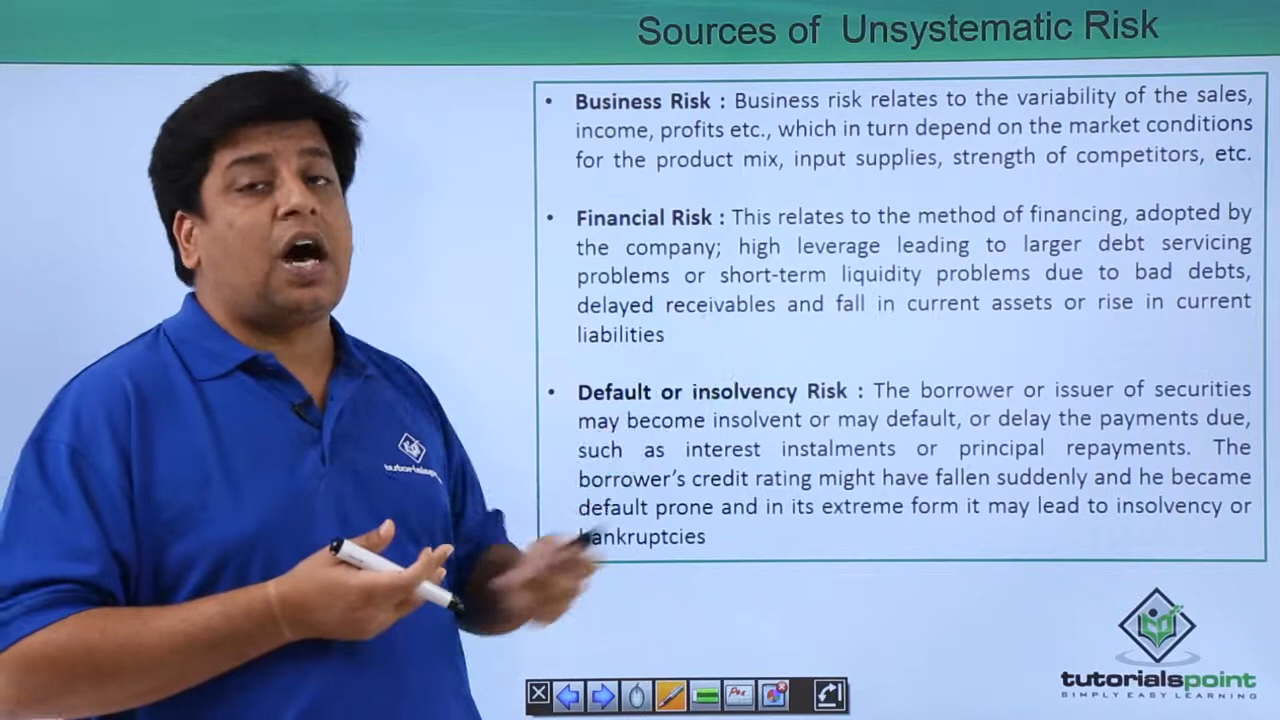 Sources of Unsystematic Risk
• Business Risk : Business risk relates to the variability of the sales,
income, profits etc., which in turn depend on the market conditions
for the product mix, input supplies, strength of competitors, etc.
• Financial Risk : This relates to the method of financing, adopted by
the company; high leverage leading to larger debt servicing
problems or short-term liquidity problems due to bad debts,
delayed receivables and fall in current assets or rise in current
liabilities
• Default or insolvency Risk : The borrower or issuer of securities
may become insolvent or may default, or delay the payments due,
such as interest instalments or principal repayments. The
borrower's credit rating might have fallen suddenly and he became
default prone and in its extreme form it may lead to insolvency or
bankruptcies
tutorialspoint
SIMPLY EASY LEARNING